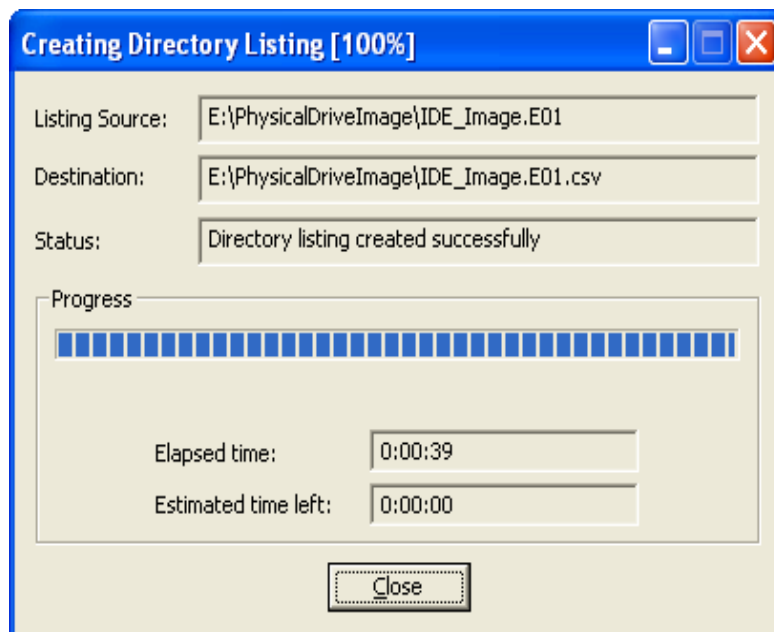 Creating Directory Listing [100%]
Listing Source: E:\PhysicalDriveImage\IDE_Image.E01
Destination: E:\PhysicalDriveImage\IDE_Image.E01.csv
Status: Directory listing created successfully
Progress
Elapsed time: 0:00:39
Estimated time left: 0:00:00
Close